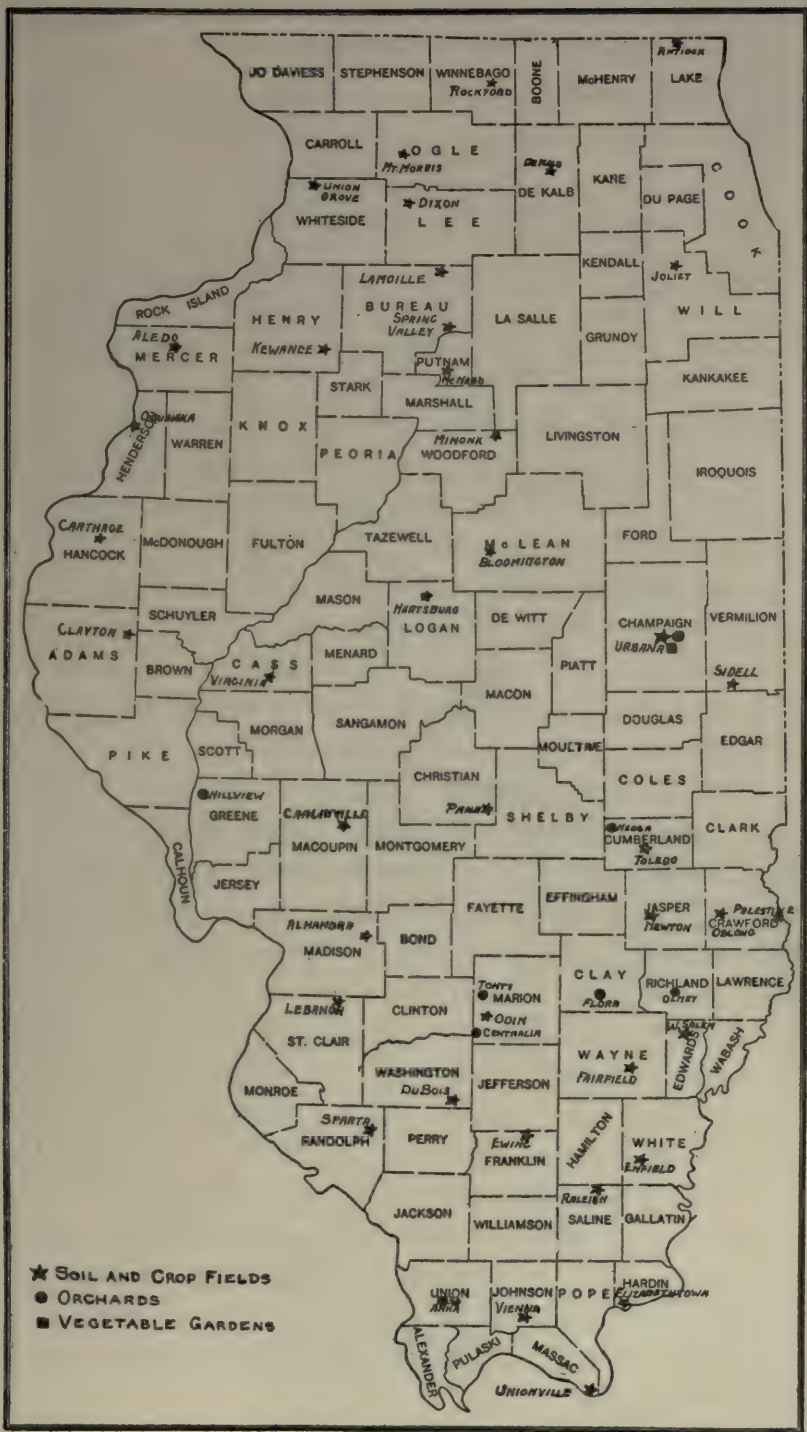 JO DAVIESS STEPHENSON WINNEBAGO BOONE McHENRY LAKE
ANTIOCH
ROCKFORD
CARROLL OGLE
MT. MORRIS
DEKALB
DE KALB KANE DU PAGE COOK
UNION GROVE
WHITESIDE
DIXON
LEE
KENDALL
JOLIET
WILL
LAMOILLE
BUREAU
SPRING VALLEY
LA SALLE
GRUNDY
ROCK ISLAND
HENRY
KEWANEE
ALEDO
MERCER
PUTNAM
McNABB
KANKAKEE
STARK
MARSHALL
KNOX
WARREN
HENDERSON
PEORIA
MINONK
WOODFORD
LIVINGSTON
IROQUOIS
CARTHAGE
HANCOCK
McDONOUGH
FULTON
TAZEWELL
McLEAN
BLOOMINGTON
FORD
MASON
HARTSBURG
LOGAN
DE WITT
CHAMPAIGN
URBANA
VERMILION
SIDELL
SCHUYLER
CLAYTON
ADAMS
BROWN
CASS
VIRGINIA
MENARD
PIATT
MACON
PIKE
SCOTT
MORGAN
SANGAMON
DOUGLAS
EDGAR
MOULTRIE
COLES
CHRISTIAN
PANA
SHELBY
HILLVIEW
GREENE
CARLINVILLE
MACOUPIN
MONTGOMERY
NEOGA
CUMBERLAND
TOLEDO
CLARK
CALHOUN
JERSEY
FAYETTE
EFFINGHAM
JASPER
NEWTON
CRAWFORD
OBLONG
ALHAMBRA
MADISON
BOND
CLAY
FLORA
RICHLAND
OLNEY
LAWRENCE
TONTI
MARION
ODIN
CENTRALIA
CLINTON
LEBANON
ST. CLAIR
WAYNE
FAIRFIELD
W. SALEM
EDWARDS
WABASH
WASHINGTON
DUBOIS
JEFFERSON
MONROE
SPARTA
RANDOLPH
PERRY
EWING
FRANKLIN
HAMILTON
WHITE
ENFIELD
RALEIGH
SALINE
GALLATIN
JACKSON
WILLIAMSON
UNION
ANNA
JOHNSON
VIENNA
POPE
HARDIN
ELIZABETHTOWN
ALEXANDER
PULASKI
MASSAC
UNIONVILLE
SOIL AND CROP FIELDS
ORCHARDS
VEGETABLE GARDENS